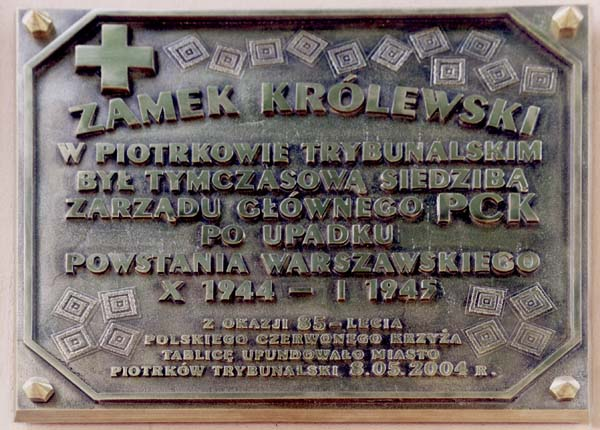 ZAMEK KRÓLEWSKI
W PIOTRKOWIE TRYBUNALSKIM
BYŁ TYMCZASOWĄ SIEDZIBĄ
ZARZĄDU GŁÓWNEGO PCK
PO UPADKU
POWSTANIA WARSZAWSKIEGO
X 1944 – I 1945
Z OKAZJI 85-LECIA
POLSKIEGO CZERWONEGO KRZYŻA
TABLICĘ UFUNDOWAŁO MIASTO
PIOTRKÓW TRYBUNALSKI 8.05.2004 R.